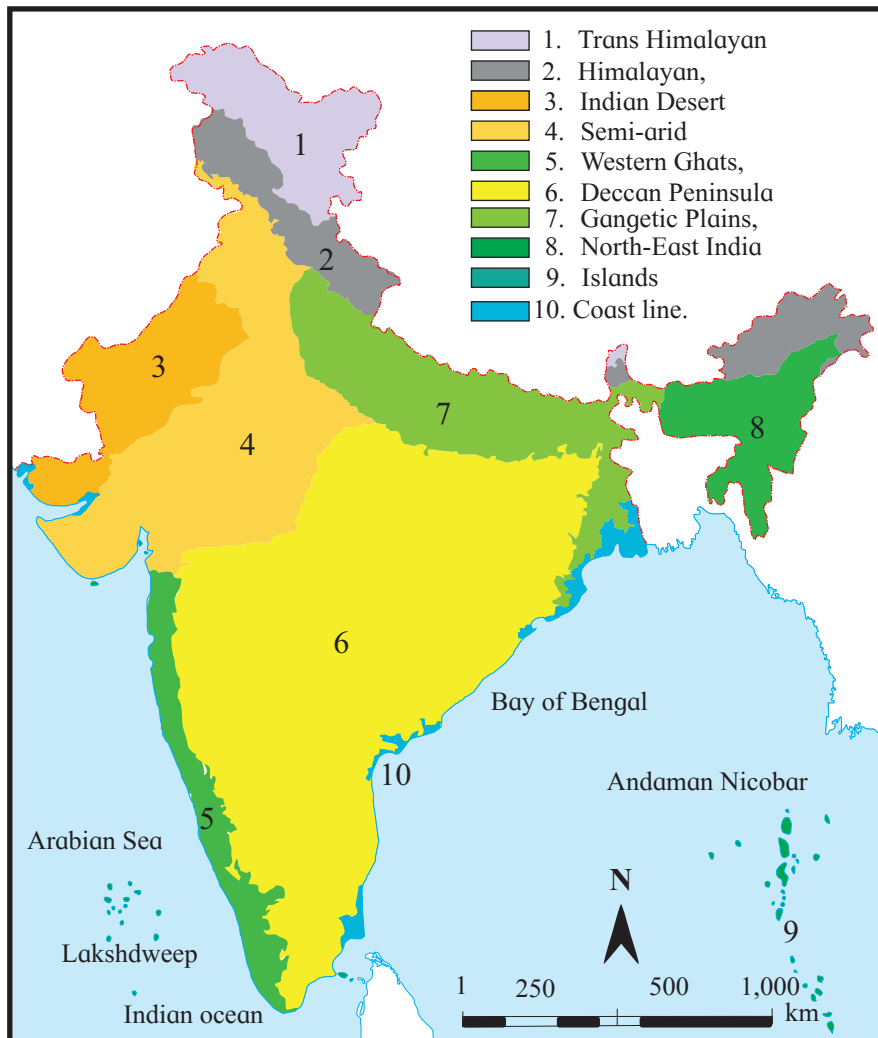 1. Trans Himalayan
2. Himalayan,
3. Indian Desert
4. Semi-arid
5. Western Ghats,
6. Deccan Peninsula
7. Gangetic Plains,
8. North-East India
9. Islands
10. Coast line.
1
2
3
4
7
8
6
Bay of Bengal
10
Andaman Nicobar
5
Arabian Sea
N
9
Lakshdweep
1 250 500 1,000
km
Indian ocean